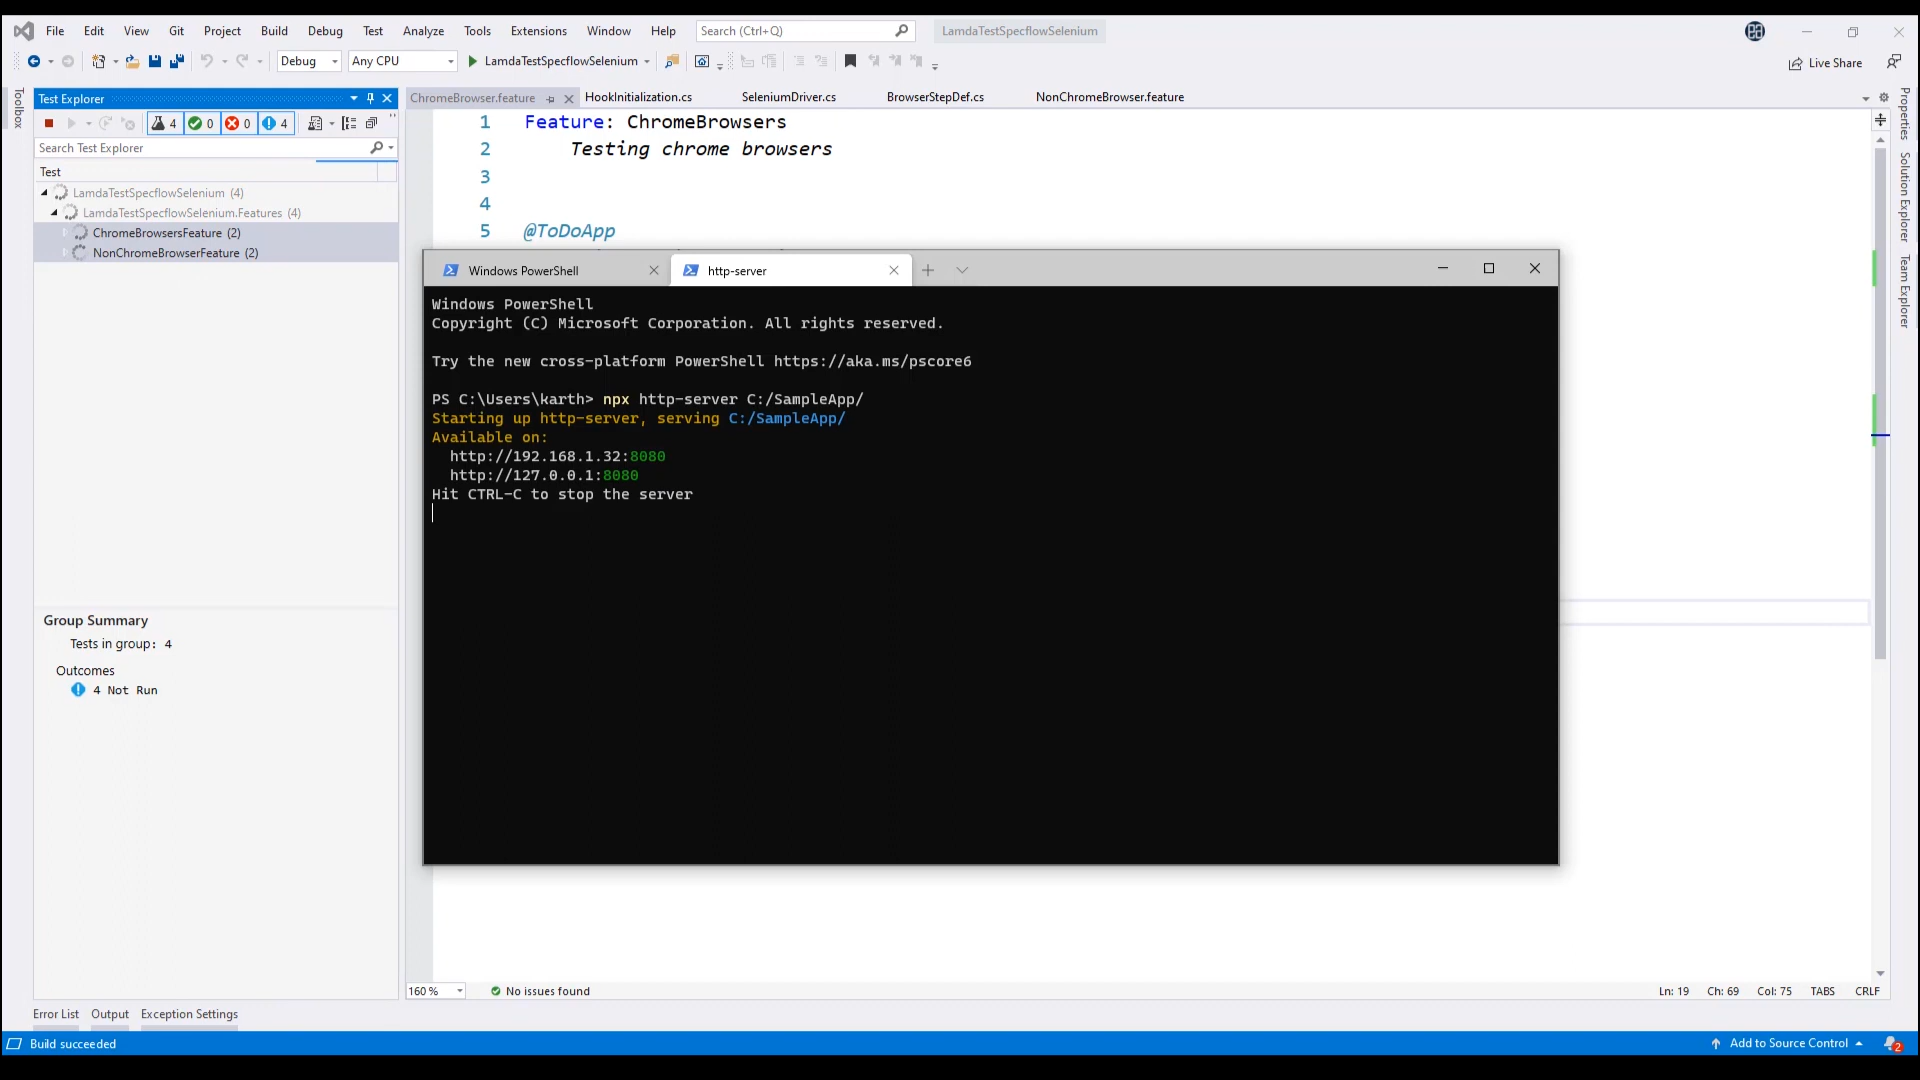 File Edit View Git Project Build Debug Test Analyze Tools Extensions Window Help Search (Ctrl+Q) LamdaTestSpecflowSelenium
Debug Any CPU LamdaTestSpecflowSelenium Live Share
Toolbox
Test Explorer
4 0 0 4
Search Test Explorer
Test
LamdaTestSpecflowSelenium (4)
LamdaTestSpecflowSelenium.Features (4)
ChromeBrowsersFeature (2)
NonChromeBrowserFeature (2)
Group Summary
Tests in group: 4
Outcomes
4 Not Run
ChromeBrowser.feature HookInitialization.cs SeleniumDriver.cs BrowserStepDef.cs NonChromeBrowser.feature
1 Feature: ChromeBrowsers
2 Testing chrome browsers
3
4
5 @ToDoApp
Windows PowerShell http-server
Windows PowerShell
Copyright (C) Microsoft Corporation. All rights reserved.
Try the new cross-platform PowerShell https://aka.ms/pscore6
PS C:\Users\karth> npx http-server C:/SampleApp/
Starting up http-server, serving C:/SampleApp/
Available on:
http://192.168.1.32:8080
http://127.0.0.1:8080
Hit CTRL-C to stop the server
Properties
Solution Explorer
Team Explorer
160 % No issues found Ln: 19 Ch: 69 Col: 75 TABS CRLF
Error List Output Exception Settings
Build succeeded Add to Source Control 2